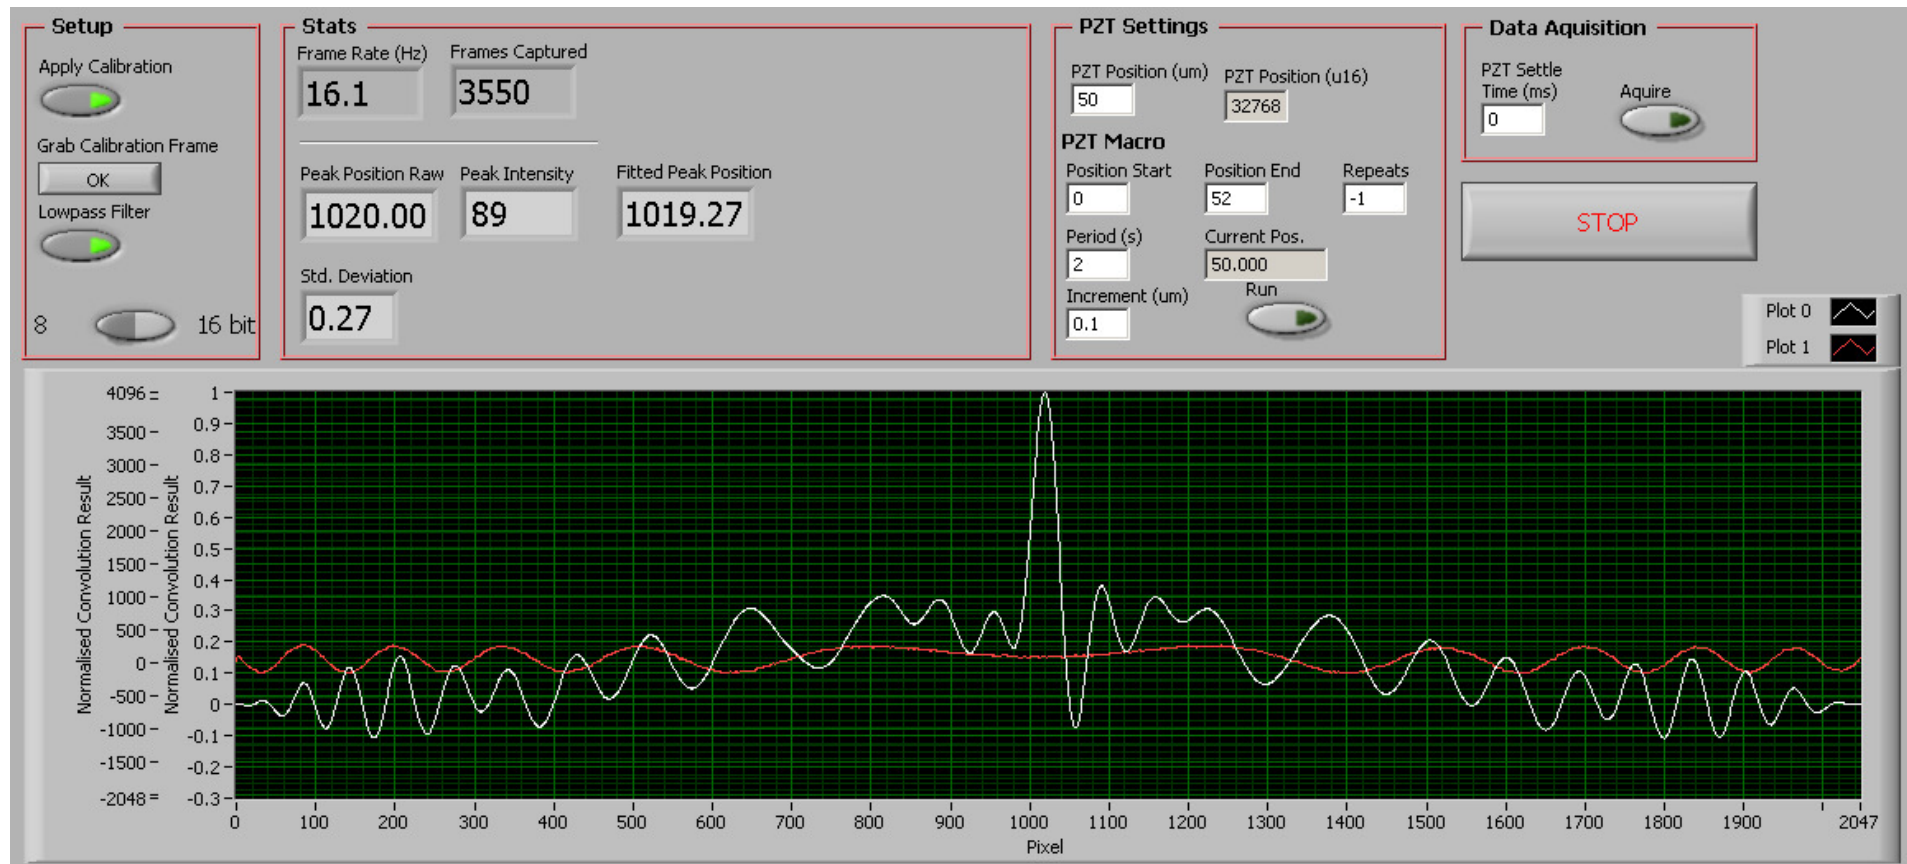 Setup
Apply Calibration
Grab Calibration Frame
OK
Lowpass Filter
8 16 bit
Stats
Frame Rate (Hz) Frames Captured
16.1 3550
Peak Position Raw Peak Intensity Fitted Peak Position
1020.00 89 1019.27
Std. Deviation
0.27
PZT Settings
PZT Position (um) PZT Position (u16)
50 32768
PZT Macro
Position Start Position End Repeats
0 52 -1
Period (s) Current Pos.
2 50.000
Increment (um) Run
0.1
Data Aquisition
PZT Settle
Time (ms) Aquire
0
STOP
Plot 0
Plot 1
Normalised Convolution Result
4096
3500
3000
2500
2000
1500
1000
500
0
-500
-1000
-1500
-2048
Normalised Convolution Result
1
0.9
0.8
0.7
0.6
0.5
0.4
0.3
0.2
0.1
0
-0.1
-0.2
-0.3
0 100 200 300 400 500 600 700 800 900 1000 1100 1200 1300 1400 1500 1600 1700 1800 1900 2047
Pixel